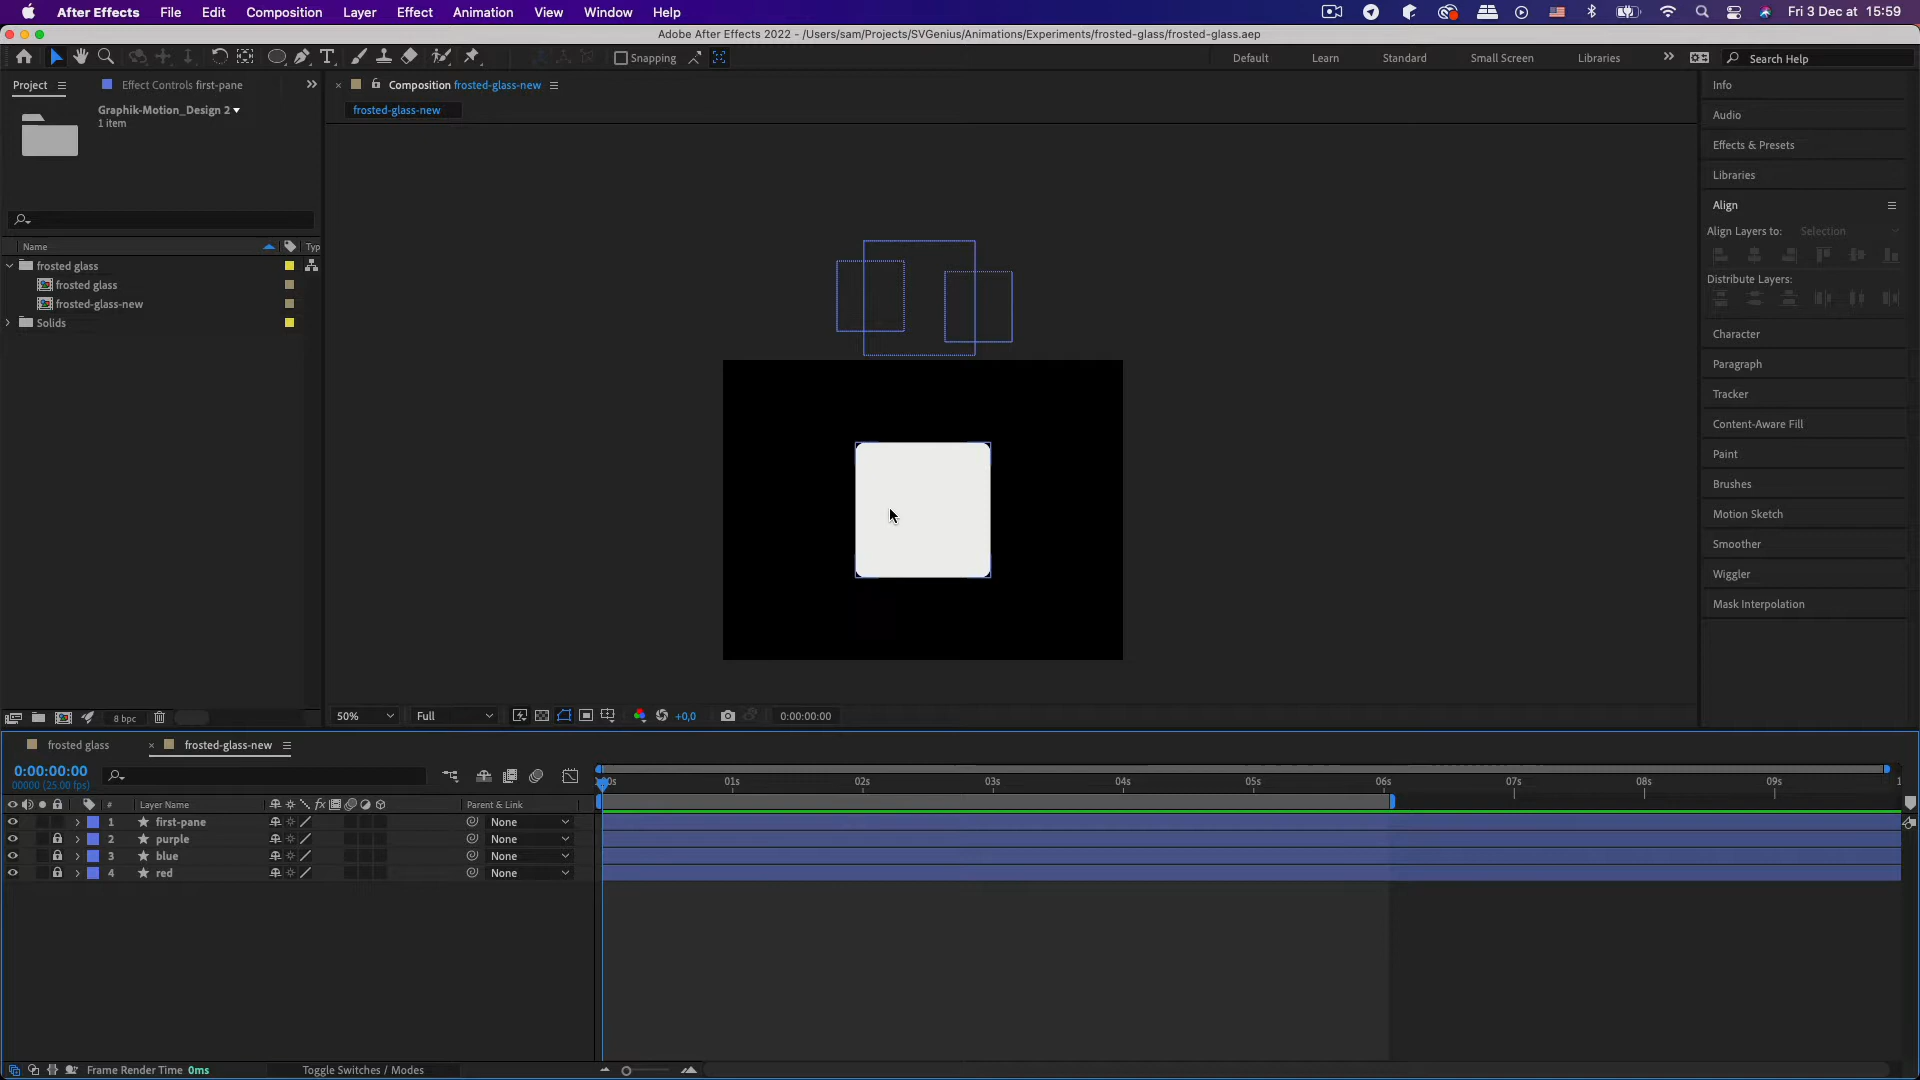 After Effects File Edit Composition Layer Effect Animation View Window Help Fri 3 Dec at 15:59
Adobe After Effects 2022 - /Users/sam/Projects/SVGenius/Animations/Experiments/frosted-glass/frosted-glass.aep
Snapping Default Learn Standard Small Screen Libraries Search Help
Project Effect Controls first-pane
Composition frosted-glass-new
frosted-glass-new
Graphik-Motion_Design 2
1 item
Name Typ
frosted glass
frosted glass
frosted-glass-new
Solids
8 bpc
50% Full +0,0 0:00:00:00
Info
Audio
Effects & Presets
Libraries
Align
Align Layers to: Selection
Distribute Layers:
Character
Paragraph
Tracker
Content-Aware Fill
Paint
Brushes
Motion Sketch
Smoother
Wiggler
Mask Interpolation
frosted glass frosted-glass-new
0:00:00:00
00000 (25.00 fps)
01s 02s 03s 04s 05s 06s 07s 08s 09s
# Layer Name fx Parent & Link
1 first-pane None
2 purple None
3 blue None
4 red None
Frame Render Time 0ms Toggle Switches / Modes